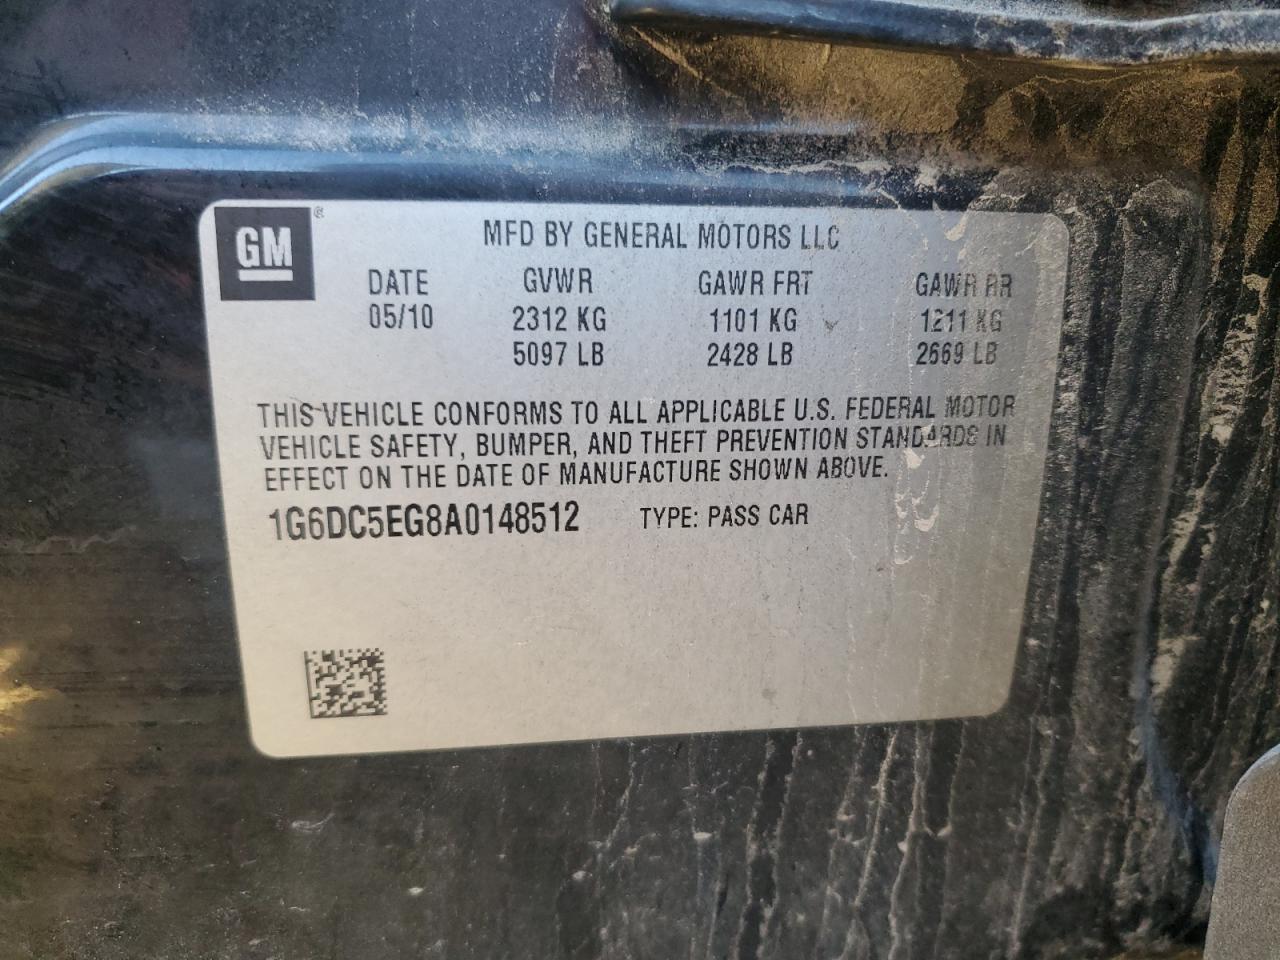 GM ®
MFD BY GENERAL MOTORS LLC
DATE GVWR GAWR FRT GAWR RR
05/10 2312 KG 1101 KG 1211 KG
5097 LB 2428 LB 2669 LB
THIS VEHICLE CONFORMS TO ALL APPLICABLE U.S. FEDERAL MOTOR
VEHICLE SAFETY, BUMPER, AND THEFT PREVENTION STANDARDS IN
EFFECT ON THE DATE OF MANUFACTURE SHOWN ABOVE.
1G6DC5EG8A0148512 TYPE: PASS CAR